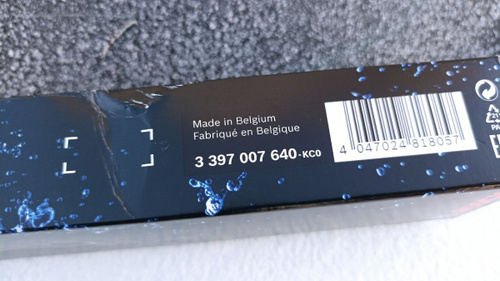 Made in Belgium
Fabriqué en Belgique
3 397 007 640-KC0
4 047024 818057